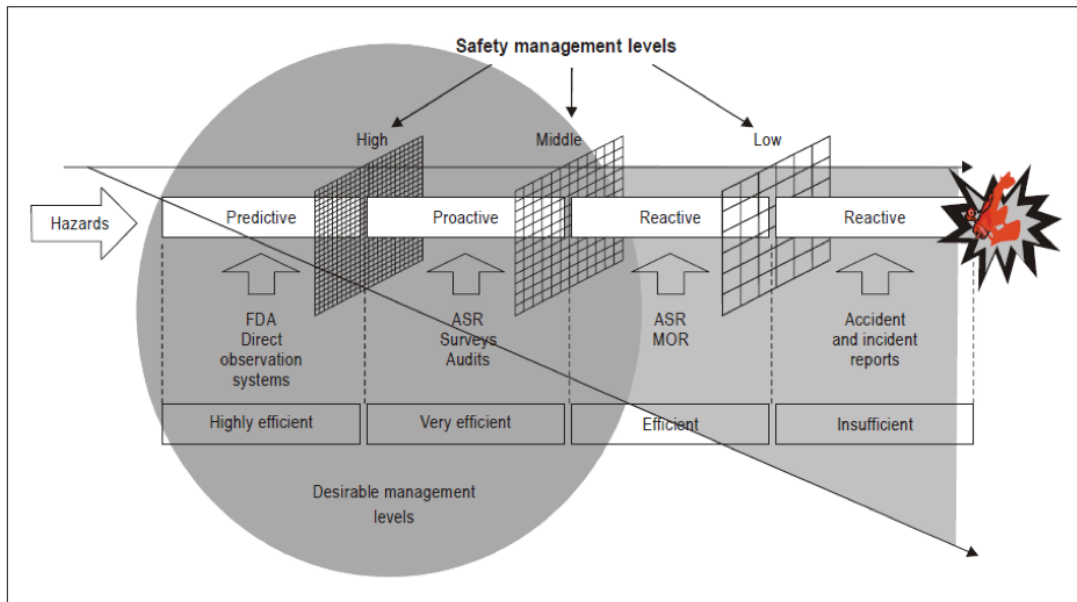 Safety management levels
High
Middle
Low
Hazards
Predictive
Proactive
Reactive
Reactive
FDA
Direct
observation
systems
ASR
Surveys
Audits
ASR
MOR
Accident
and incident
reports
Highly efficient
Very efficient
Efficient
Insufficient
Desirable management
levels